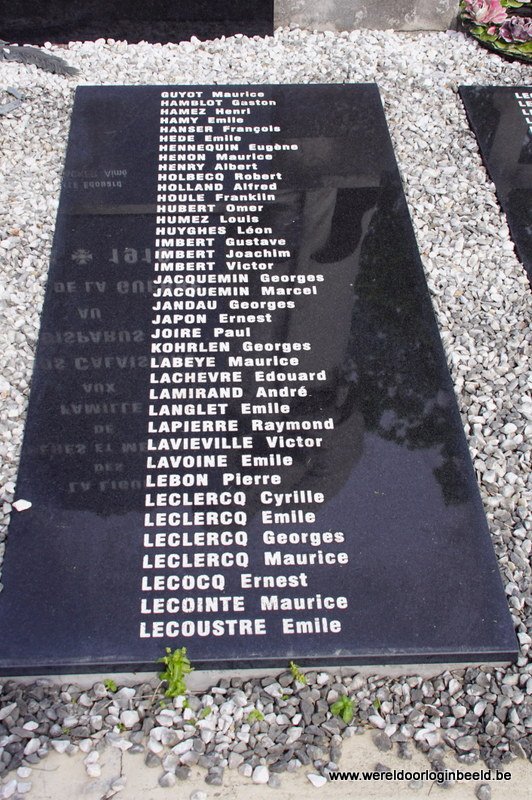 GUYOT Maurice
HAMBLOT Gaston
HAMEZ Henri
HAMY Emile
HANSER François
HEDE Emile
HENNEQUIN Eugène
HENON Maurice
HENRY Albert
HOLBECQ Robert
HOLLAND Alfred
HOULE Franklin
HUBERT Omer
HUMEZ Louis
HUYGHES Léon
IMBERT Gustave
IMBERT Joachim
IMBERT Victor
JACQUEMIN Georges
JACQUEMIN Marcel
JANDAU Georges
JAPON Ernest
JOIRE Paul
KOHRLEN Georges
LABEYE Maurice
LACHEVRE Edouard
LAMIRAND André
LANGLET Emile
LAPIERRE Raymond
LAVIEVILLE Victor
LAVOINE Emile
LEBON Pierre
LECLERCQ Cyrille
LECLERCQ Emile
LECLERCQ Georges
LECLERCQ Maurice
LECOCQ Ernest
LECOINTE Maurice
LECOUSTRE Emile
www.wereldoorloginbeeld.be